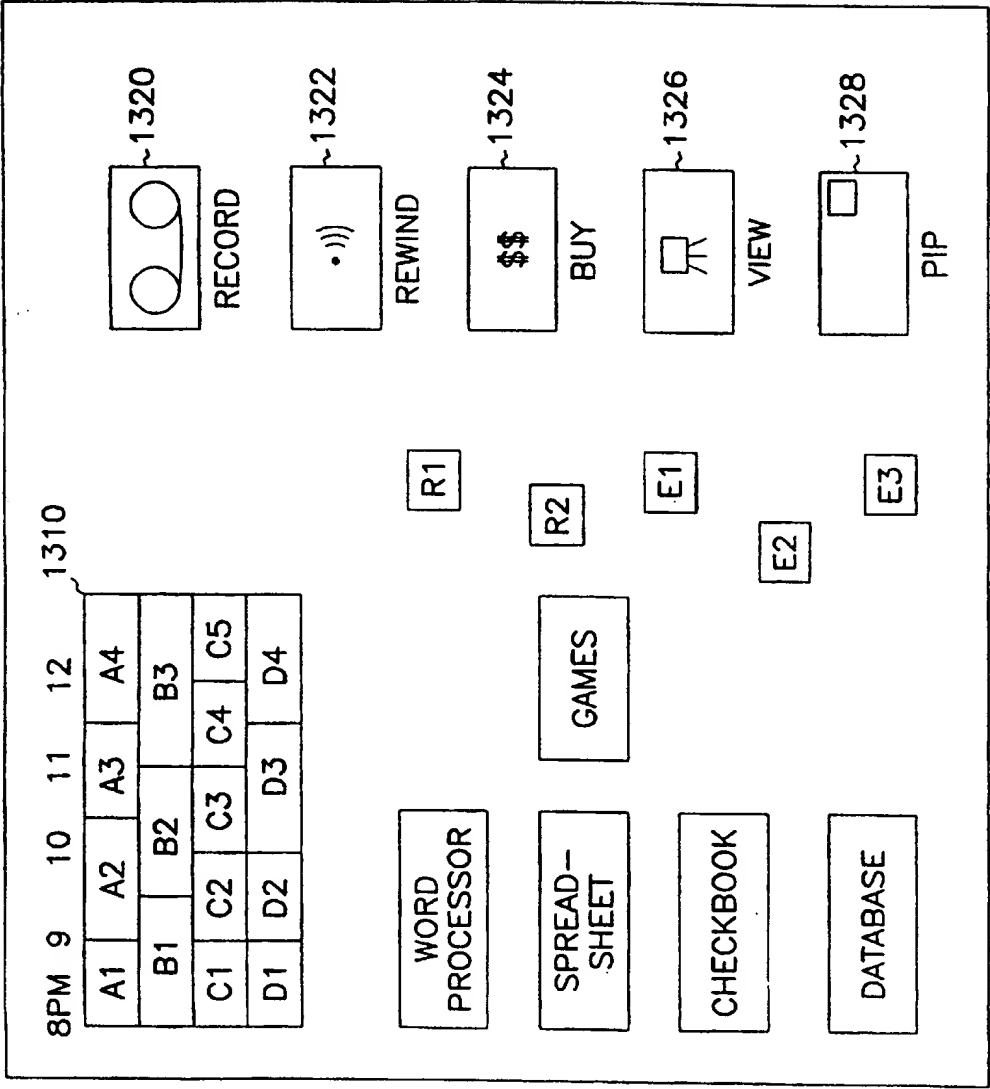 1310
8PM 9 10 11 12
A1 A2 A3 A4
B1 B2 B3
C1 C2 C3 C4 C5
D1 D2 D3 D4
1320
RECORD
1322
REWIND
$$
1324
BUY
1326
VIEW
1328
PIP
WORD
PROCESSOR
SPREAD-
SHEET
CHECKBOOK
DATABASE
GAMES
R1
R2
E1
E2
E3